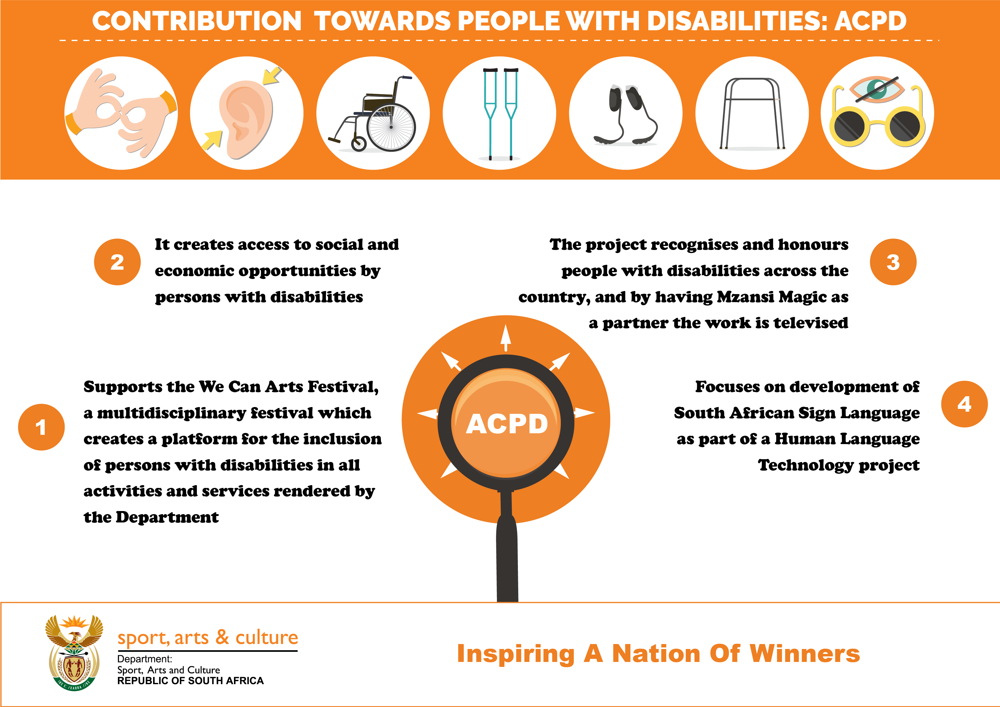 CONTRIBUTION TOWARDS PEOPLE WITH DISABILITIES: ACPD
2
It creates access to social and
economic opportunities by
persons with disabilities
The project recognises and honours
people with disabilities across the
country, and by having Mzansi Magic as
a partner the work is televised
3
1
Supports the We Can Arts Festival,
a multidisciplinary festival which
creates a platform for the inclusion
of persons with disabilities in all
activities and services rendered by
the Department
ACPD
Focuses on development of
South African Sign Language
as part of a Human Language
Technology project
4
!KE E: /XARRA //KE
sport, arts & culture
Department:
Sport, Arts and Culture
REPUBLIC OF SOUTH AFRICA
Inspiring A Nation Of Winners